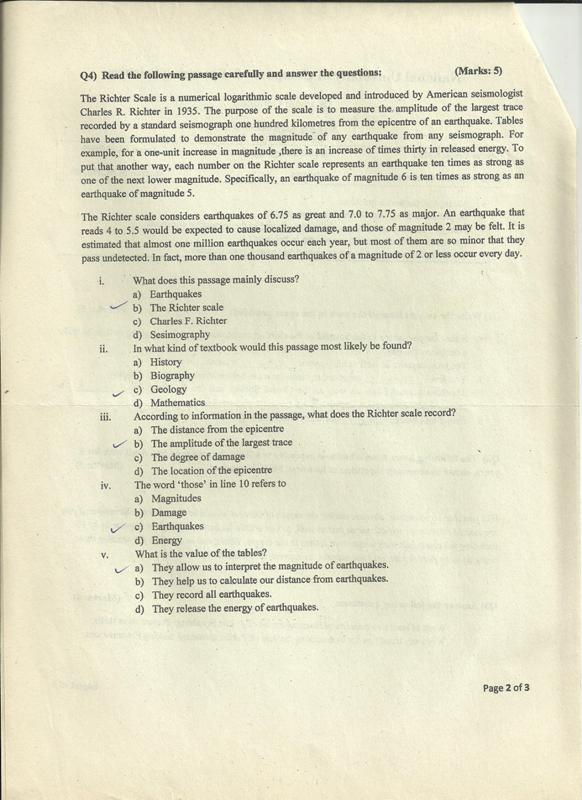 Q4) Read the following passage carefully and answer the questions: (Marks: 5)
The Richter Scale is a numerical logarithmic scale developed and introduced by American seismologist
Charles R. Richter in 1935. The purpose of the scale is to measure the amplitude of the largest trace
recorded by a standard seismograph one hundred kilometres from the epicentre of an earthquake. Tables
have been formulated to demonstrate the magnitude of any earthquake from any seismograph. For
example, for a one-unit increase in magnitude ,there is an increase of times thirty in released energy. To
put that another way, each number on the Richter scale represents an earthquake ten times as strong as
one of the next lower magnitude. Specifically, an earthquake of magnitude 6 is ten times as strong as an
earthquake of magnitude 5.
The Richter scale considers earthquakes of 6.75 as great and 7.0 to 7.75 as major. An earthquake that
reads 4 to 5.5 would be expected to cause localized damage, and those of magnitude 2 may be felt. It is
estimated that almost one million earthquakes occur each year, but most of them are so minor that they
pass undetected. In fact, more than one thousand earthquakes of a magnitude of 2 or less occur every day.
i. What does this passage mainly discuss?
a) Earthquakes
b) The Richter scale
c) Charles F. Richter
d) Sesimography
ii. In what kind of textbook would this passage most likely be found?
a) History
b) Biography
c) Geology
d) Mathematics
iii. According to information in the passage, what does the Richter scale record?
a) The distance from the epicentre
b) The amplitude of the largest trace
c) The degree of damage
d) The location of the epicentre
iv. The word ‘those’ in line 10 refers to
a) Magnitudes
b) Damage
c) Earthquakes
d) Energy
v. What is the value of the tables?
a) They allow us to interpret the magnitude of earthquakes.
b) They help us to calculate our distance from earthquakes.
c) They record all earthquakes.
d) They release the energy of earthquakes.
Page 2 of 3